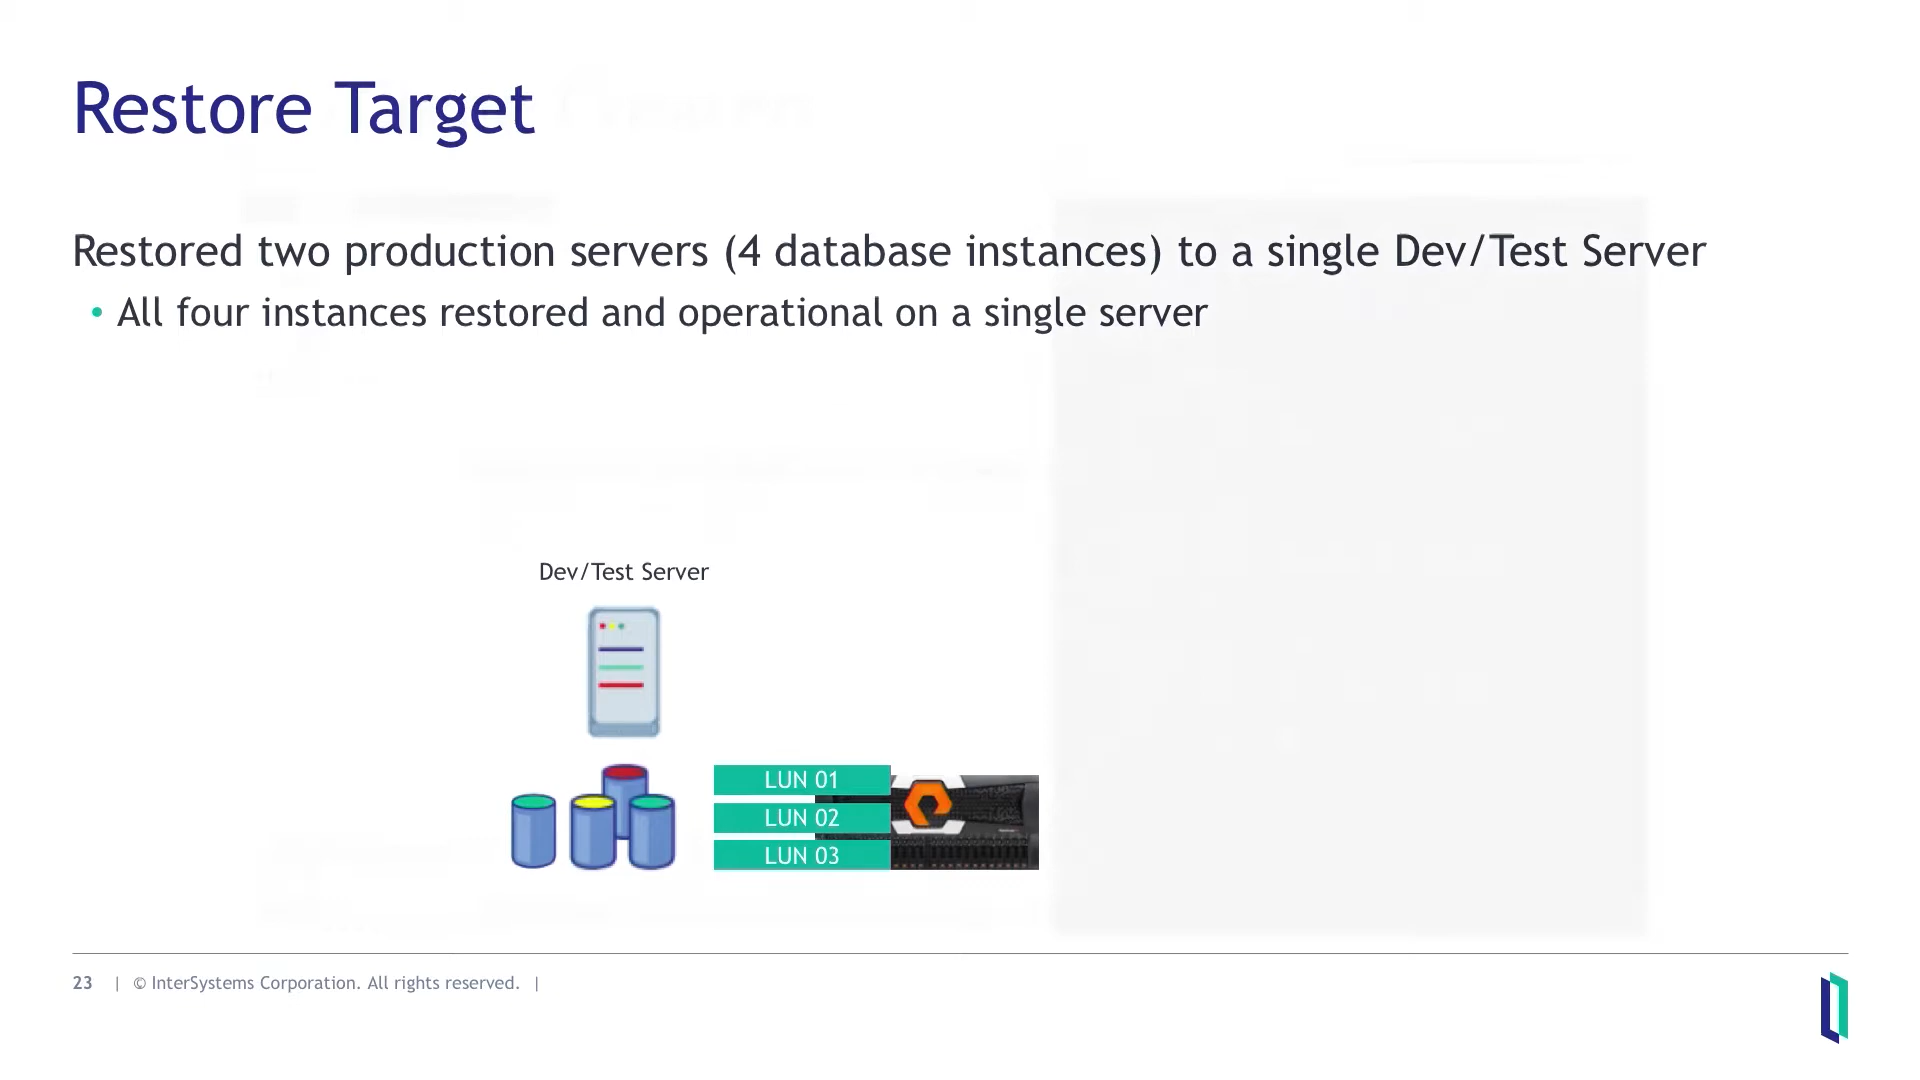 Restore Target
Restored two production servers (4 database instances) to a single Dev/Test Server
• All four instances restored and operational on a single server
Dev/Test Server
LUN 01
LUN 02
LUN 03
23 | © InterSystems Corporation. All rights reserved. |